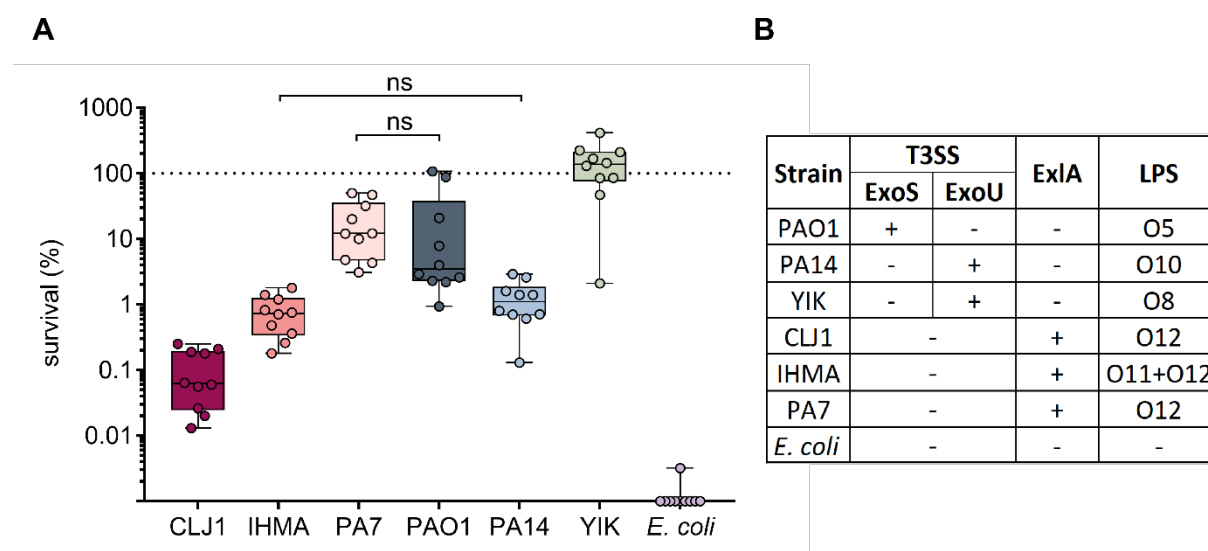 A
B
ns
ns
1000
100
10
1
0.1
0.01
survival (%)
CLJ1 IHMA PA7 PAO1 PA14 YIK E. coli
Strain T3SS ExlA LPS
ExoS ExoU
PAO1 + - - O5
PA14 - + - O10
YIK - + - O8
CLJ1 - + O12
IHMA - + O11+O12
PA7 - + O12
E. coli - - -